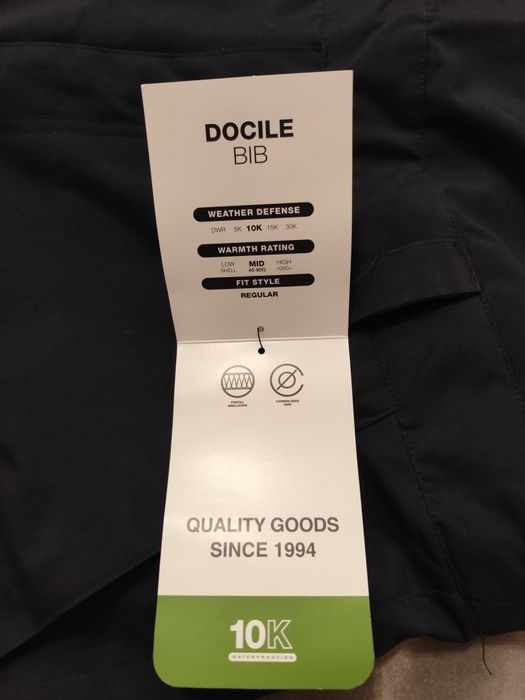 DOCILE
BIB
WEATHER DEFENSE
DWR 5K 10K 15K 30K
WARMTH RATING
LOW MID HIGH
SHELL 40-80G 100G+
FIT STYLE
REGULAR
QUALITY GOODS
SINCE 1994
10K
WATERPROOFING